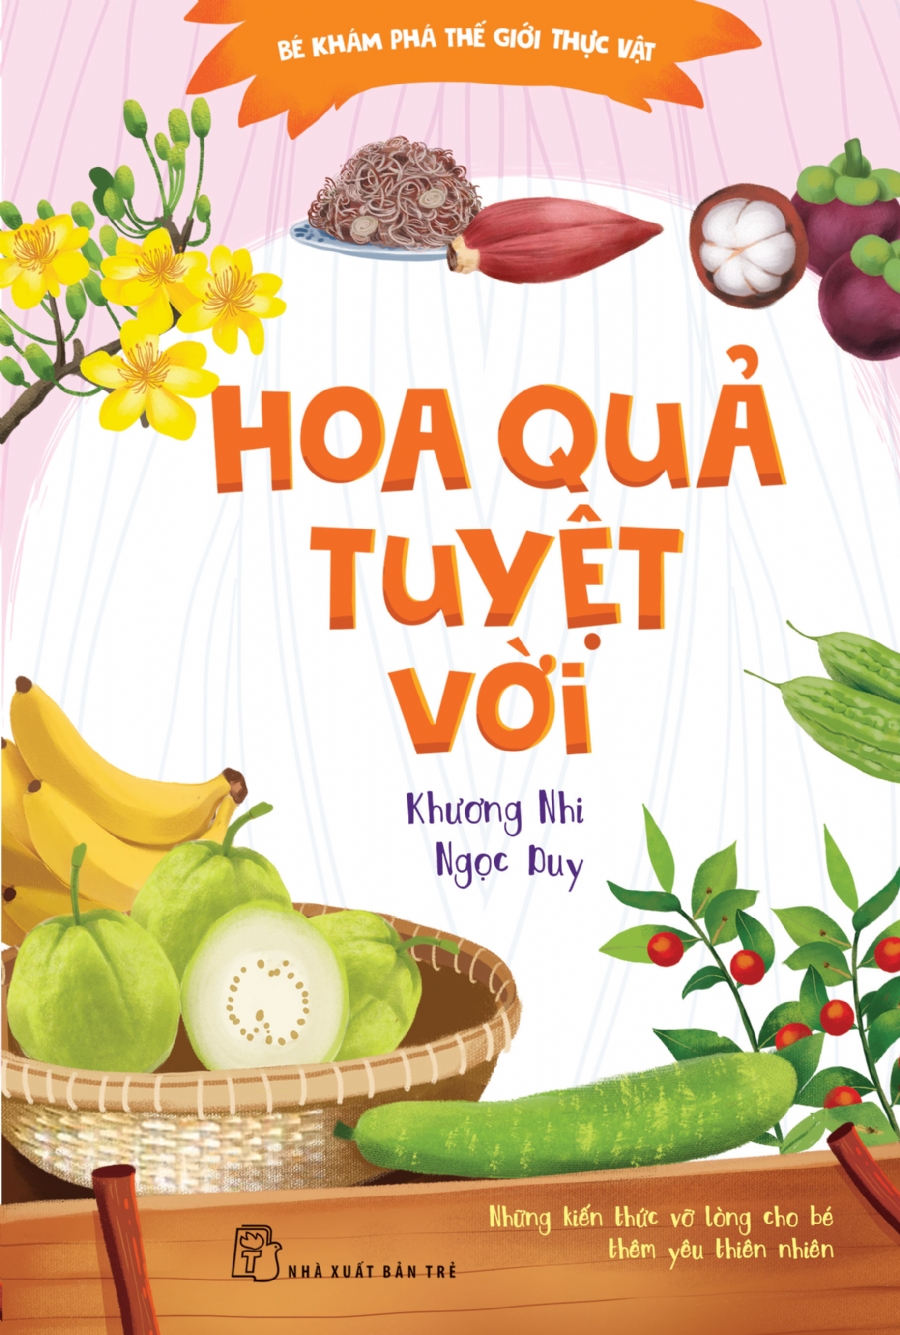 BÉ KHÁM PHÁ THẾ GIỚI THỰC VẬT
HOA QUẢ
TUYỆT
VỜI
Khương Nhi
Ngọc Duy
Những kiến thức vỡ lòng cho bé
thêm yêu thiên nhiên
T
NHÀ XUẤT BẢN TRẺ